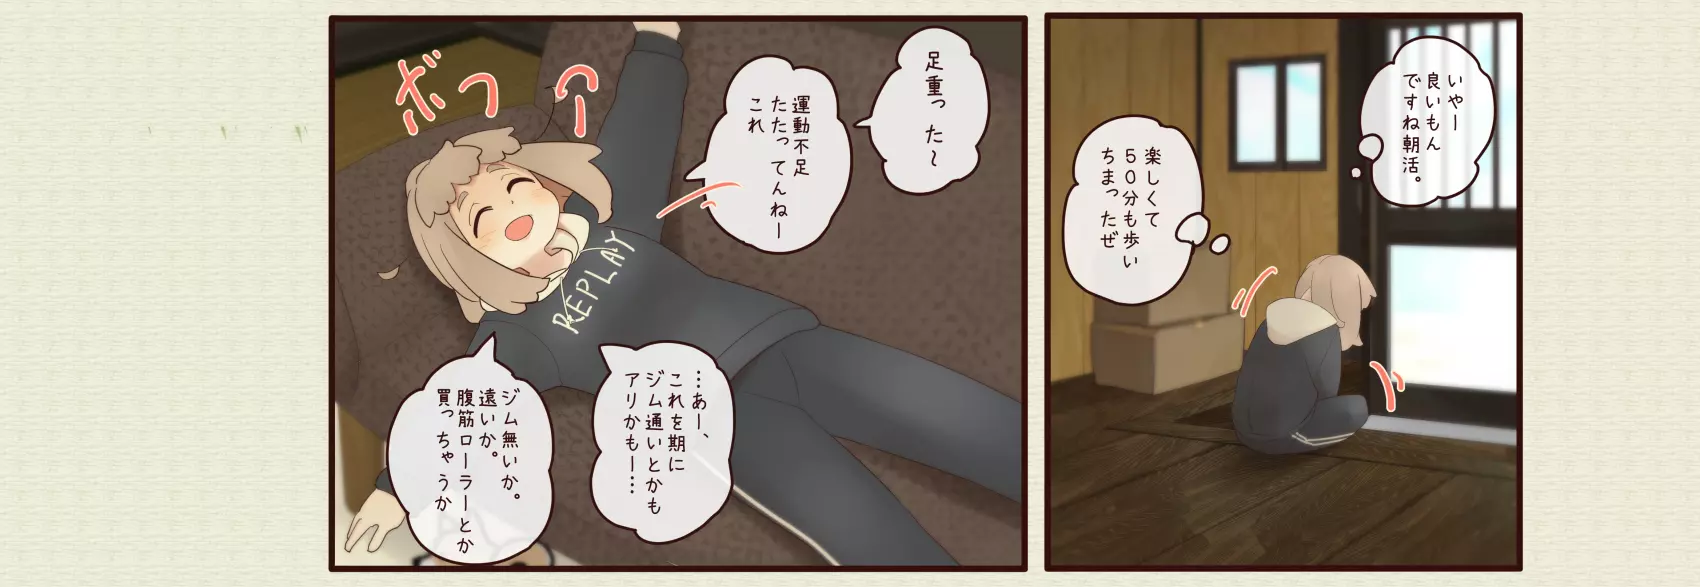 いやー
良いもん
ですね朝活。
楽しくて
５０分も歩い
ちまったぜ
足重った～
運動不足
たたってんねー
これ
ボフッ
REPLAY
…あー、
これを期に
ジム通いとかも
アリかもー…
ジム無いか。
遠いか。
腹筋ローラーとか
買っちゃうか